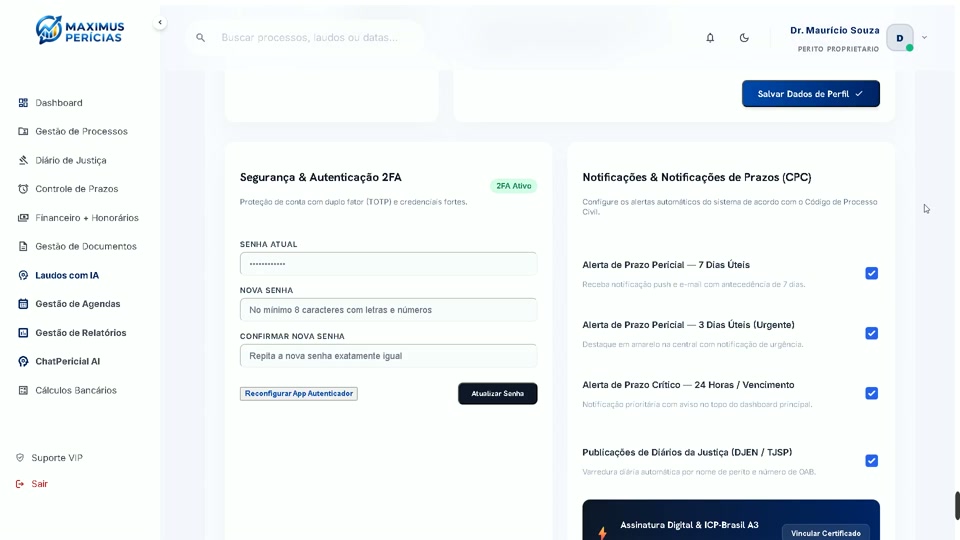 MAXIMUS
PERÍCIAS
Buscar processos, laudos ou datas...
Dr. Maurício Souza
PERITO PROPRIETARIO
D
Dashboard
Gestão de Processos
Diário de Justiça
Controle de Prazos
Financeiro + Honorários
Gestão de Documentos
Laudos com IA
Gestão de Agendas
Gestão de Relatórios
ChatPericial AI
Cálculos Bancários
Suporte VIP
Sair
Salvar Dados de Perfil
Segurança & Autenticação 2FA
2FA Ativo
Proteção de conta com duplo fator (TOTP) e credenciais fortes.
SENHA ATUAL
••••••••••••
NOVA SENHA
No mínimo 8 caracteres com letras e números
CONFIRMAR NOVA SENHA
Repita a nova senha exatamente igual
Reconfigurar App Autenticador
Atualizar Senha
Notificações & Notificações de Prazos (CPC)
Configure os alertas automáticos do sistema de acordo com o Código de Processo
Civil.
Alerta de Prazo Pericial — 7 Dias Úteis
Receba notificação push e e-mail com antecedência de 7 dias.
Alerta de Prazo Pericial — 3 Dias Úteis (Urgente)
Destaque em amarelo na central com notificação de urgência.
Alerta de Prazo Crítico — 24 Horas / Vencimento
Notificação prioritária com aviso no topo do dashboard principal.
Publicações de Diários da Justiça (DJEN / TJSP)
Varredura diária automática por nome de perito e número de OAB.
Assinatura Digital & ICP-Brasil A3
Vincular Certificado